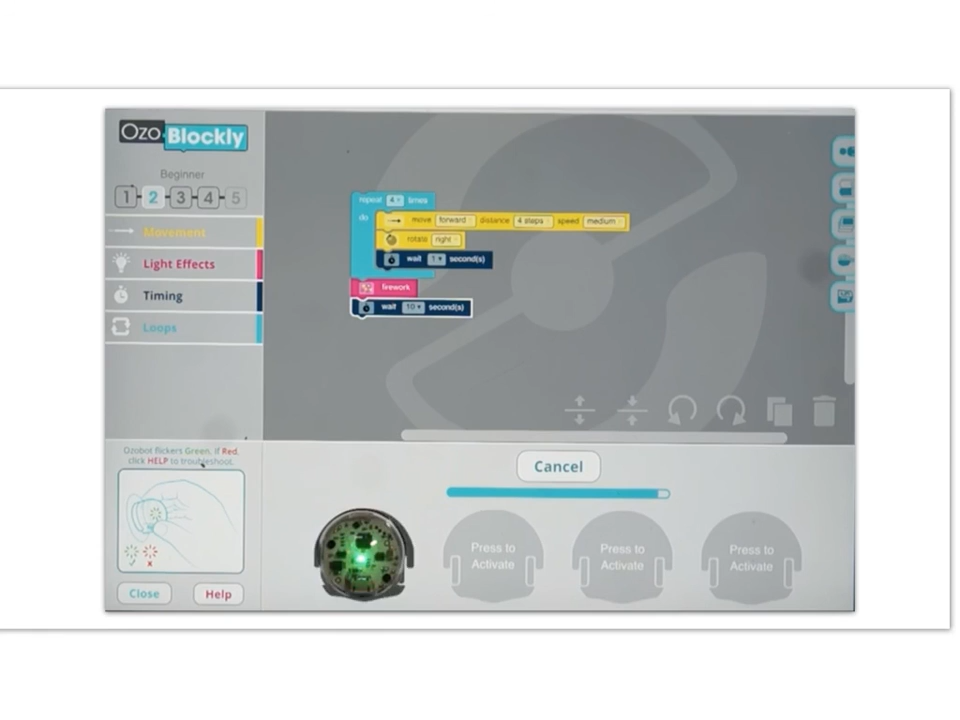 Ozo Blockly
Beginner
1 2 3 4 5
Movement
Light Effects
Timing
Loops
repeat 4 times
do
move forward distance 4 steps speed medium
rotate right
wait 1 second(s)
firework
wait 10 second(s)
Ozobot flickers Green. If Red,
click HELP to troubleshoot.
x
Close
Help
Cancel
Press to
Activate
Press to
Activate
Press to
Activate